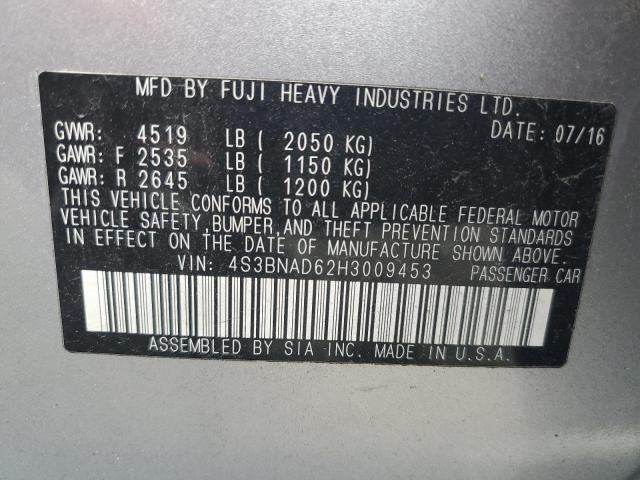 MFD BY FUJI HEAVY INDUSTRIES LTD.
DATE: 07/16
GVWR: 4519 LB ( 2050 KG)
GAWR: F 2535 LB ( 1150 KG)
GAWR: R 2645 LB ( 1200 KG)
THIS VEHICLE CONFORMS TO ALL APPLICABLE FEDERAL MOTOR
VEHICLE SAFETY, BUMPER, AND THEFT PREVENTION STANDARDS
IN EFFECT ON THE DATE OF MANUFACTURE SHOWN ABOVE.
VIN: 4S3BNAD62H3009453 PASSENGER CAR
ASSEMBLED BY SIA INC. MADE IN U.S.A.